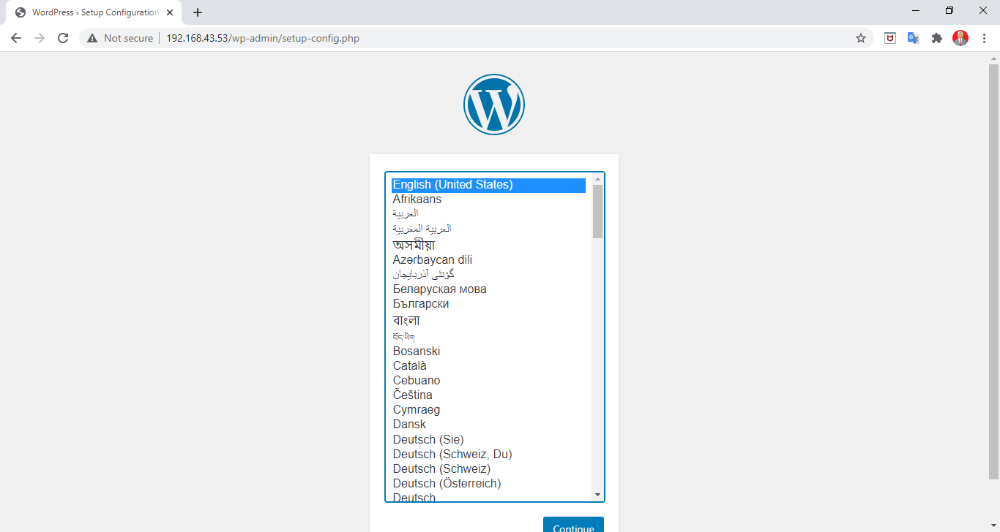 WordPress › Setup Configuration
Not secure
192.168.43.53/wp-admin/setup-config.php
English (United States)
Afrikaans
العربية
العربية المغربية
অসমীয়া
Azərbaycan dili
گؤنئی آذربایجان
Беларуская мова
Български
বাংলা
བོད་ཡིག
Bosanski
Català
Cebuano
Čeština
Cymraeg
Dansk
Deutsch (Sie)
Deutsch (Schweiz, Du)
Deutsch (Schweiz)
Deutsch (Österreich)
Deutsch
Continue